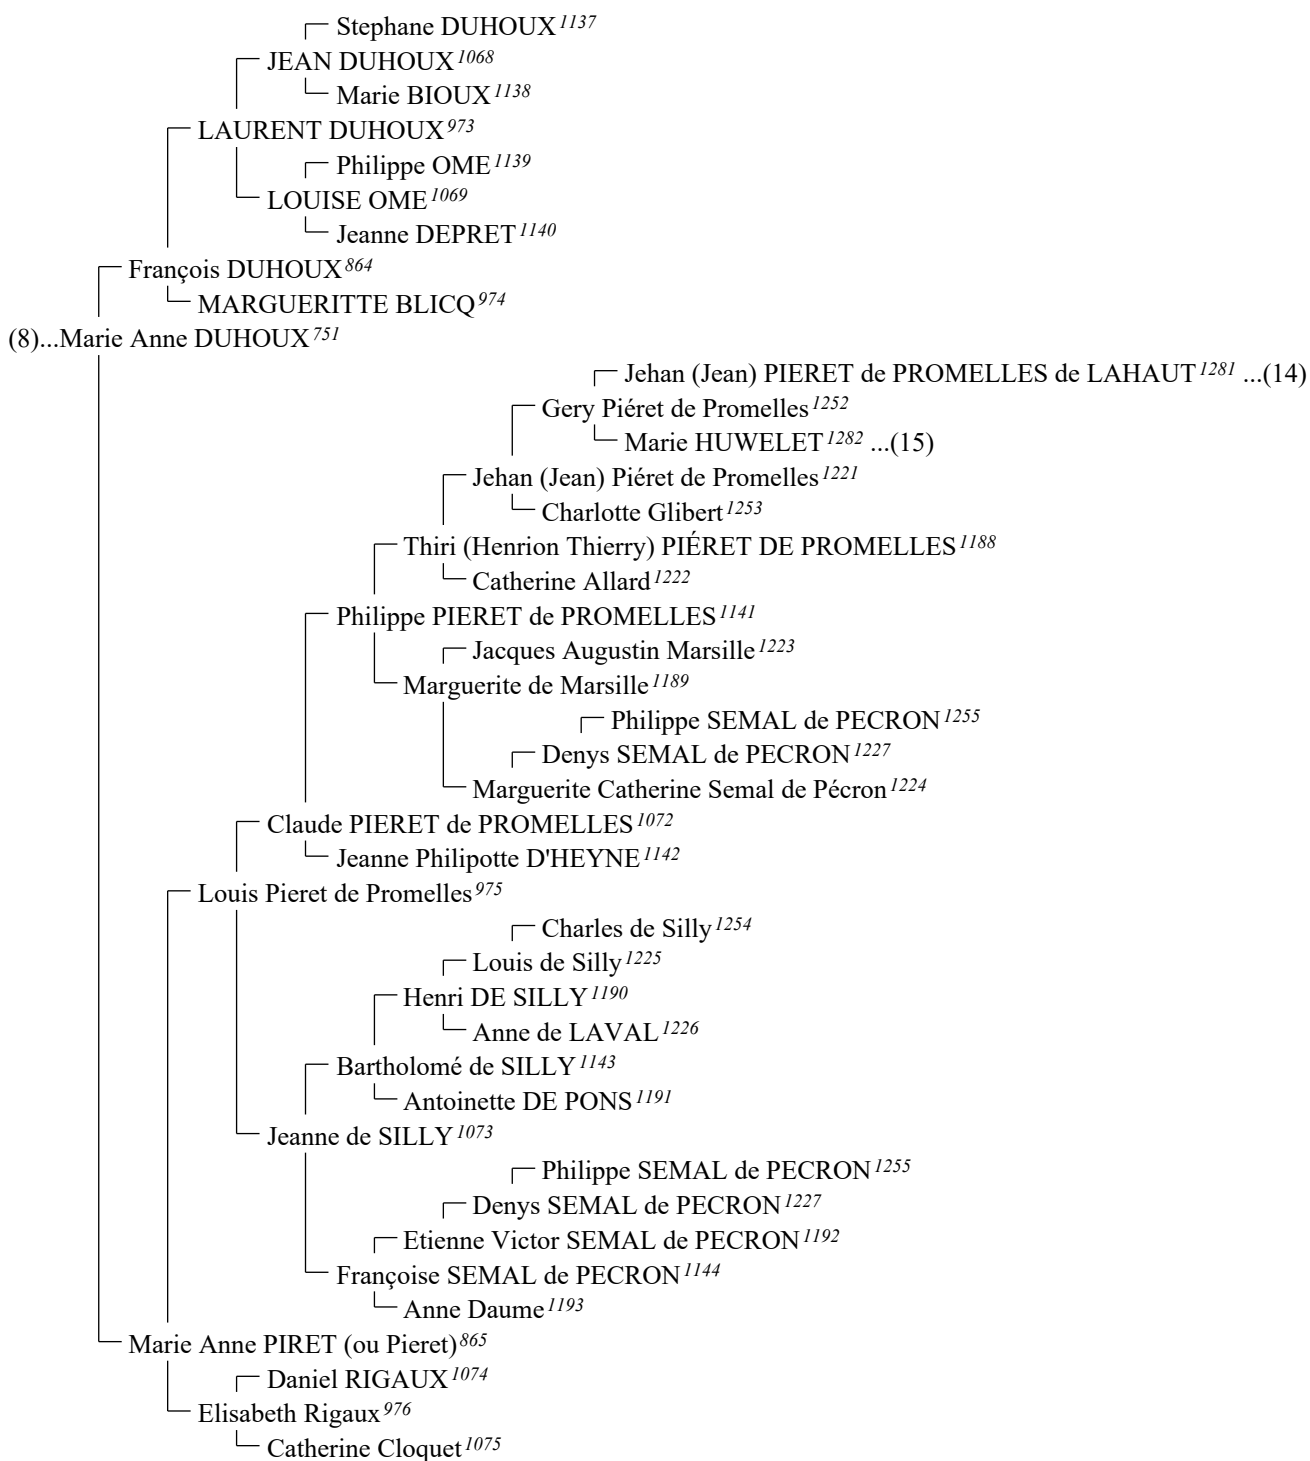 Stephane DUHOUX1137
JEAN DUHOUX1068
Marie BIOUX1138
LAURENT DUHOUX973
Philippe OME1139
LOUISE OME1069
Jeanne DEPRET1140
François DUHOUX864
MARGUERITTE BLICQ974
(8)...Marie Anne DUHOUX751
Jehan (Jean) PIERET de PROMELLES de LAHAUT1281 ...(14)
Gery Piéret de Promelles1252
Marie HUWELET1282 ...(15)
Jehan (Jean) Piéret de Promelles1221
Charlotte Glibert1253
Thiri (Henrion Thierry) PIÉRET DE PROMELLES1188
Catherine Allard1222
Philippe PIERET de PROMELLES1141
Jacques Augustin Marsille1223
Marguerite de Marsille1189
Philippe SEMAL de PECRON1255
Denys SEMAL de PECRON1227
Marguerite Catherine Semal de Pécron1224
Claude PIERET de PROMELLES1072
Jeanne Philipotte D'HEYNE1142
Louis Pieret de Promelles975
Charles de Silly1254
Louis de Silly1225
Henri DE SILLY1190
Anne de LAVAL1226
Bartholomé de SILLY1143
Antoinette DE PONS1191
Jeanne de SILLY1073
Philippe SEMAL de PECRON1255
Denys SEMAL de PECRON1227
Etienne Victor SEMAL de PECRON1192
Françoise SEMAL de PECRON1144
Anne Daume1193
Marie Anne PIRET (ou Pieret)865
Daniel RIGAUX1074
Elisabeth Rigaux976
Catherine Cloquet1075